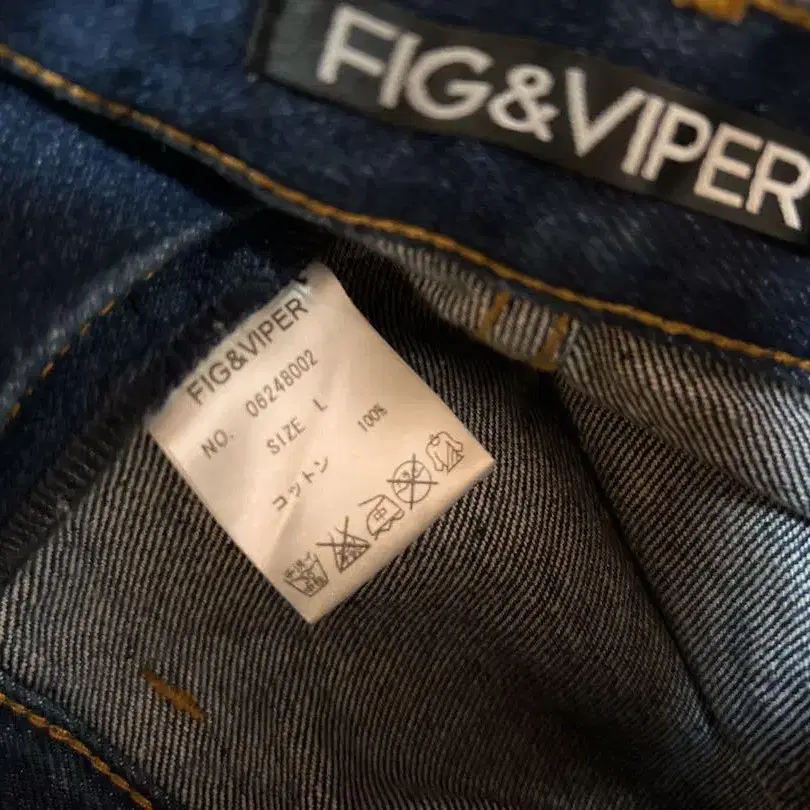 FIG&VIPER
FIG&VIPER
NO. 06248002
SIZE L
コットン 100%